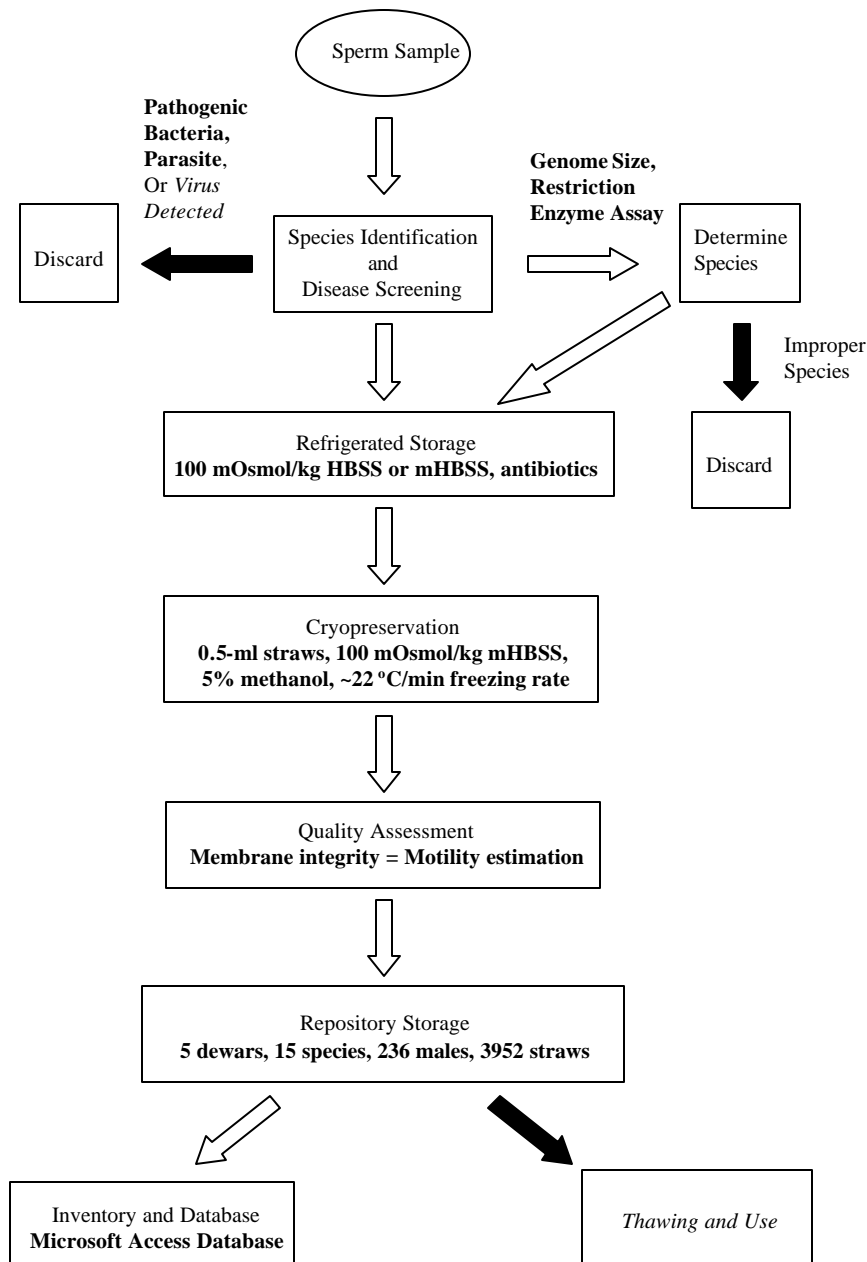 Sperm Sample
Pathogenic
Bacteria,
Parasite,
Or Virus
Detected
Genome Size,
Restriction
Enzyme Assay
Discard
Species Identification
and
Disease Screening
Determine
Species
Improper
Species
Refrigerated Storage
100 mOsmol/kg HBSS or mHBSS, antibiotics
Discard
Cryopreservation
0.5-ml straws, 100 mOsmol/kg mHBSS,
5% methanol, ~22 ºC/min freezing rate
Quality Assessment
Membrane integrity = Motility estimation
Repository Storage
5 dewars, 15 species, 236 males, 3952 straws
Inventory and Database
Microsoft Access Database
Thawing and Use